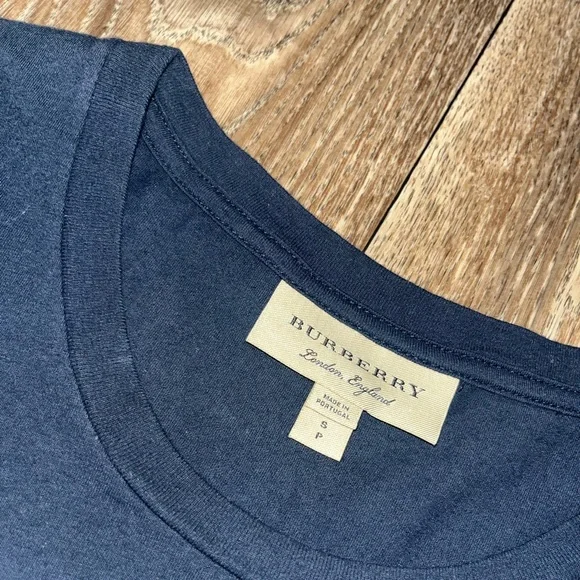 BURBERRY
London, England
MADE IN
PORTUGAL
S
P